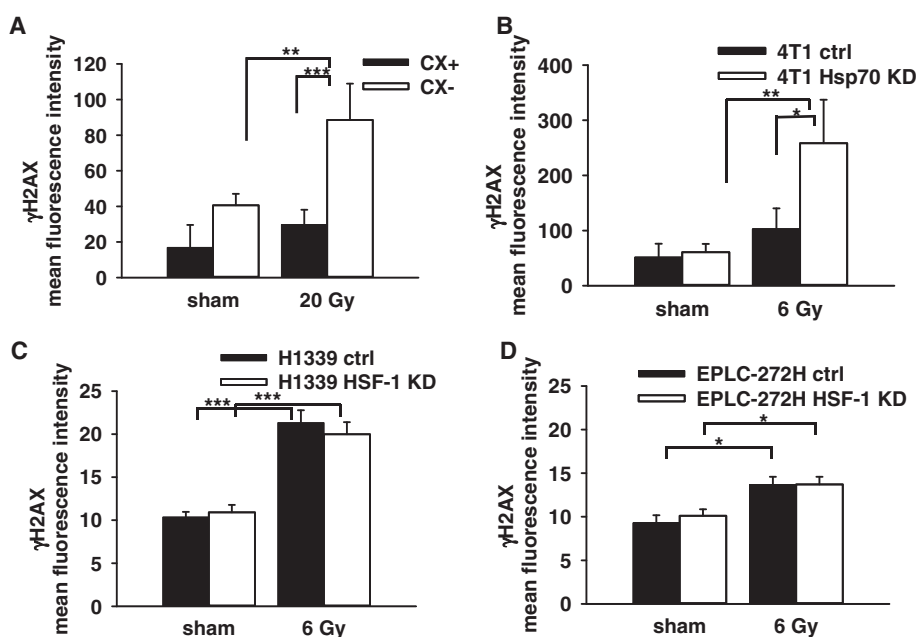 A
γH2AX
mean fluorescence intensity
120
100
80
60
40
20
0
**
***
CX+
CX-
sham 20 Gy
B
γH2AX
mean fluorescence intensity
400
300
200
100
0
4T1 ctrl
4T1 Hsp70 KD
**
*
sham 6 Gy
C
γH2AX
mean fluorescence intensity
25
20
15
10
5
0
H1339 ctrl
H1339 HSF-1 KD
*** ***
sham 6 Gy
D
γH2AX
mean fluorescence intensity
25
20
15
10
5
0
EPLC-272H ctrl
EPLC-272H HSF-1 KD
*
*
sham 6 Gy